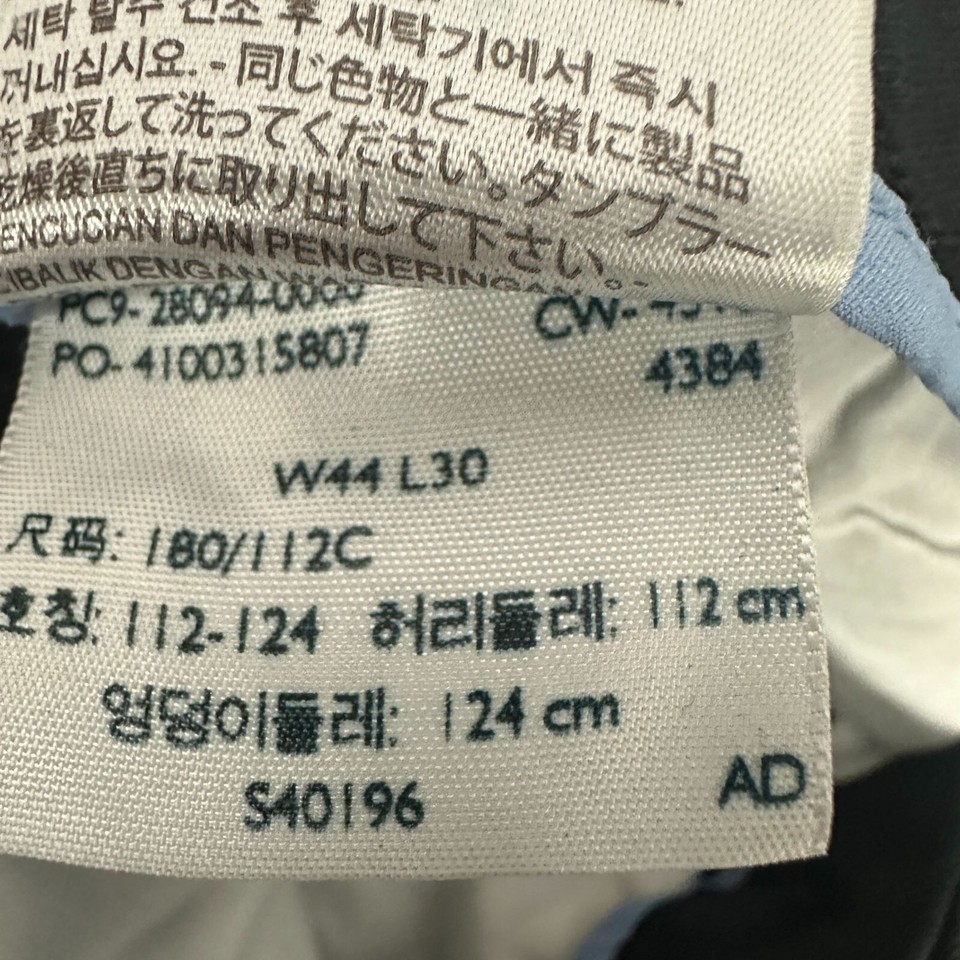 세탁 탈수 건조 후 세탁기에서 즉시
꺼내십시오. - 同じ色物と一緒に製品
を裏返して洗ってください。タンブラー
乾燥後直ちに取り出して下さい。
ENCUCIAN DAN PENGERINGAN
PC9- 28094-0000 CW-
PO- 4100315807 4384
W44 L30
尺码: 180/112C
호칭: 112-124 허리둘레: 112 cm
엉덩이둘레: 124 cm
S40196 AD